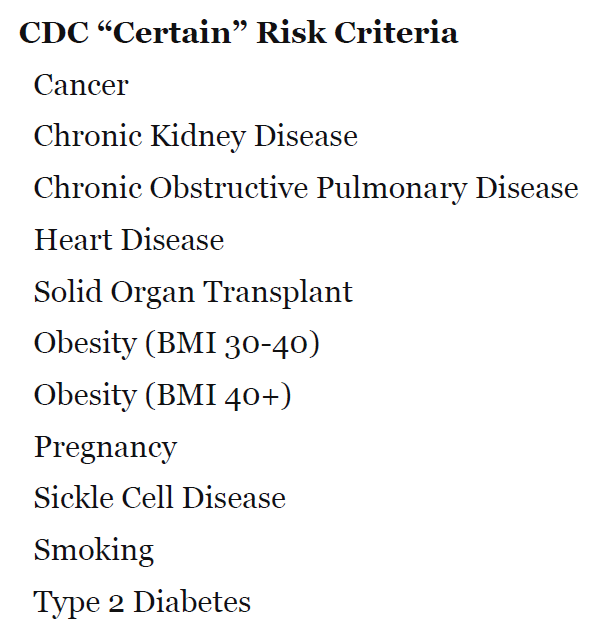 CDC “Certain” Risk Criteria
Cancer
Chronic Kidney Disease
Chronic Obstructive Pulmonary Disease
Heart Disease
Solid Organ Transplant
Obesity (BMI 30-40)
Obesity (BMI 40+)
Pregnancy
Sickle Cell Disease
Smoking
Type 2 Diabetes